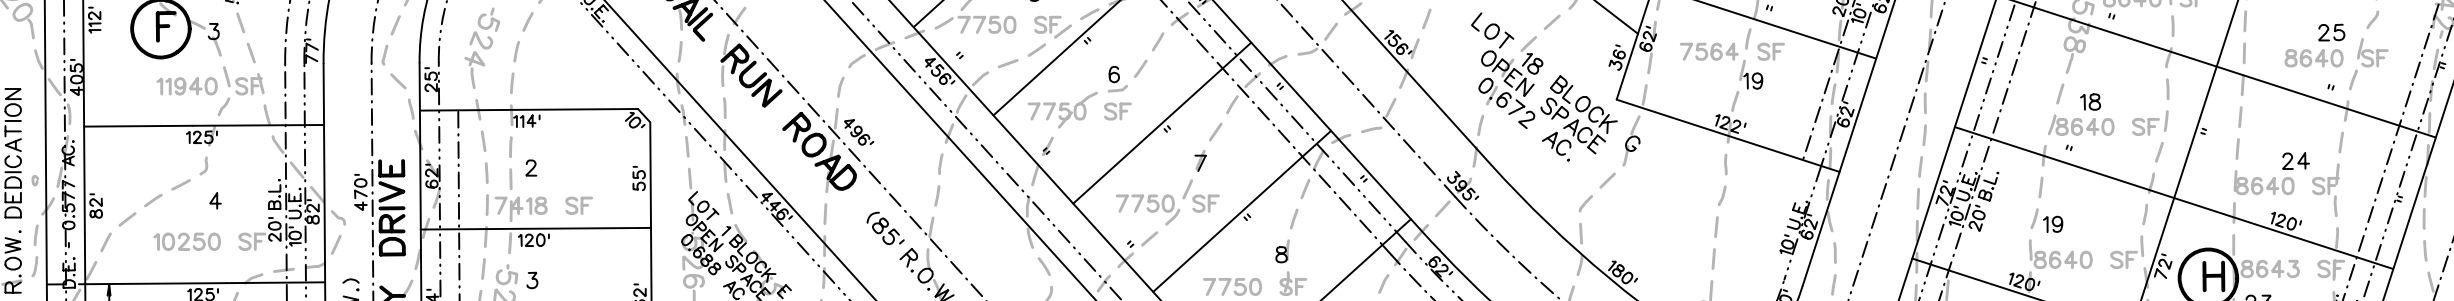 R.O.W. DEDICATION
D.E. - 0.577 AC.
405'
112'
F
3
11940 SF
77'
125'
82'
4
10250 SF
20' B.L.
10' U.E.
82'
125'
470'
DRIVE
25'
524
114'
10'
62'
2
7418 SF
55'
120'
3
LOT 1 BLOCK E
OPEN SPACE
0.688 AC
RUN ROAD
(85' R.O.W
496'
446'
456'
7750 SF
6
7750 SF
7
7750 SF
8
7750 SF
62'
156'
395'
180'
LOT 18 BLOCK G
OPEN SPACE
0.672 AC.
36'
62'
7564 SF
19
122'
62'
10' U.E.
62'
538
8640 SF
18
8640 SF
72'
10' U.E.
20' B.L.
19
8640 SF
120'
72'
25
8640 SF
24
8640 SF
120'
H
8643 SF